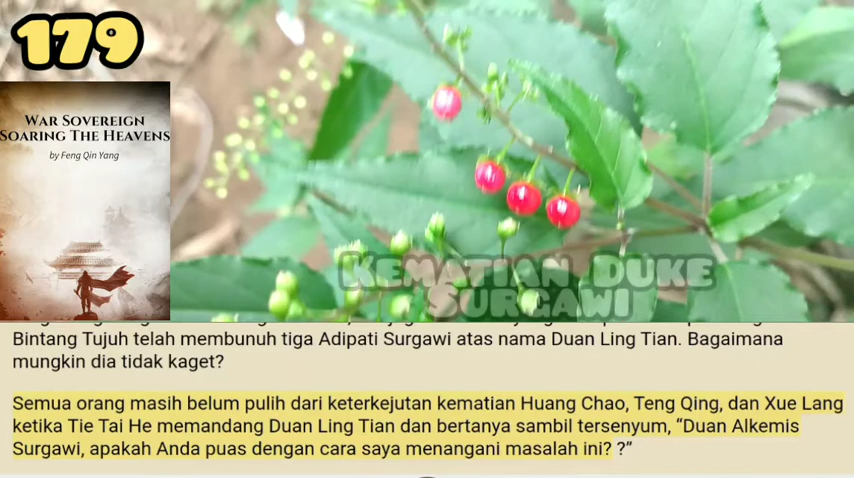 179
WAR SOVEREIGN
SOARING THE HEAVENS
by Feng Qin Yang
KEMATIAN DUKE
SURGAWI
Bintang Tujuh telah membunuh tiga Adipati Surgawi atas nama Duan Ling Tian. Bagaimana
mungkin dia tidak kaget?
Semua orang masih belum pulih dari keterkejutan kematian Huang Chao, Teng Qing, dan Xue Lang
ketika Tie Tai He memandang Duan Ling Tian dan bertanya sambil tersenyum, “Duan Alkemis
Surgawi, apakah Anda puas dengan cara saya menangani masalah ini? ?”